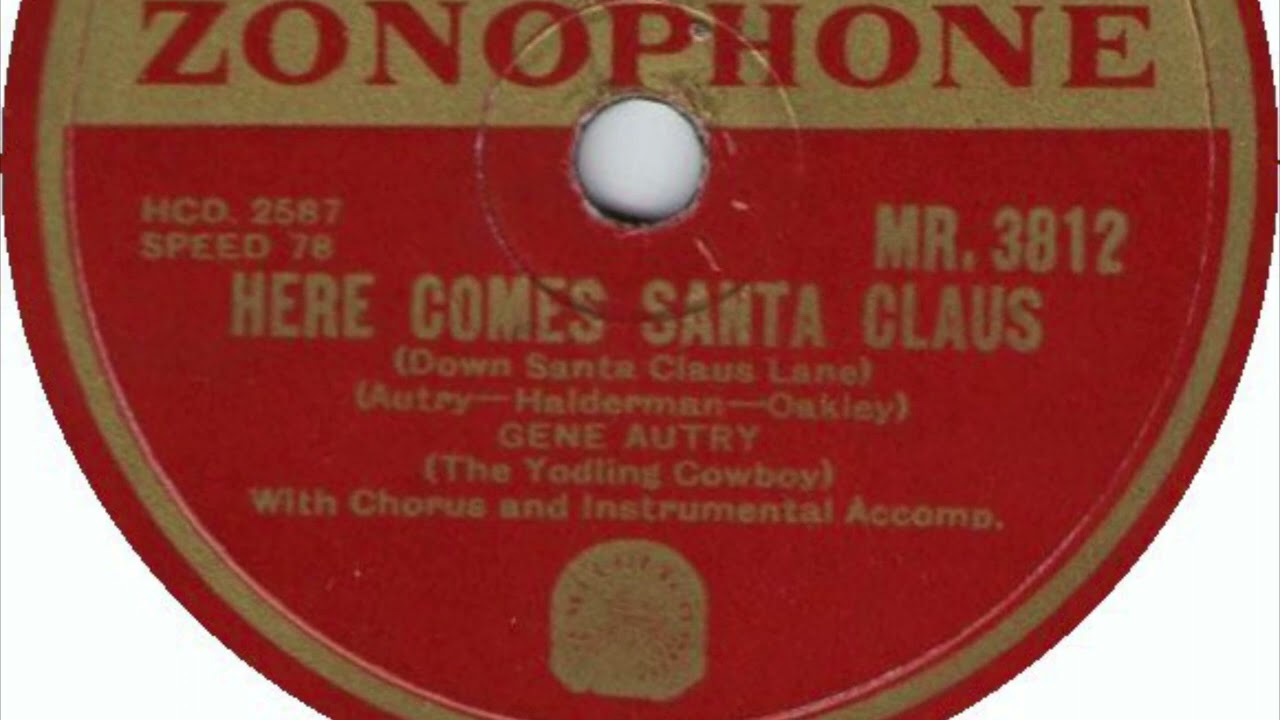 ZONOPHONE
HCD. 2587
SPEED 78
MR. 3812
HERE COMES SANTA CLAUS
(Down Santa Claus Lane)
(Autry—Halderman—Oakley)
GENE AUTRY
(The Yodling Cowboy)
With Chorus and Instrumental Accomp.